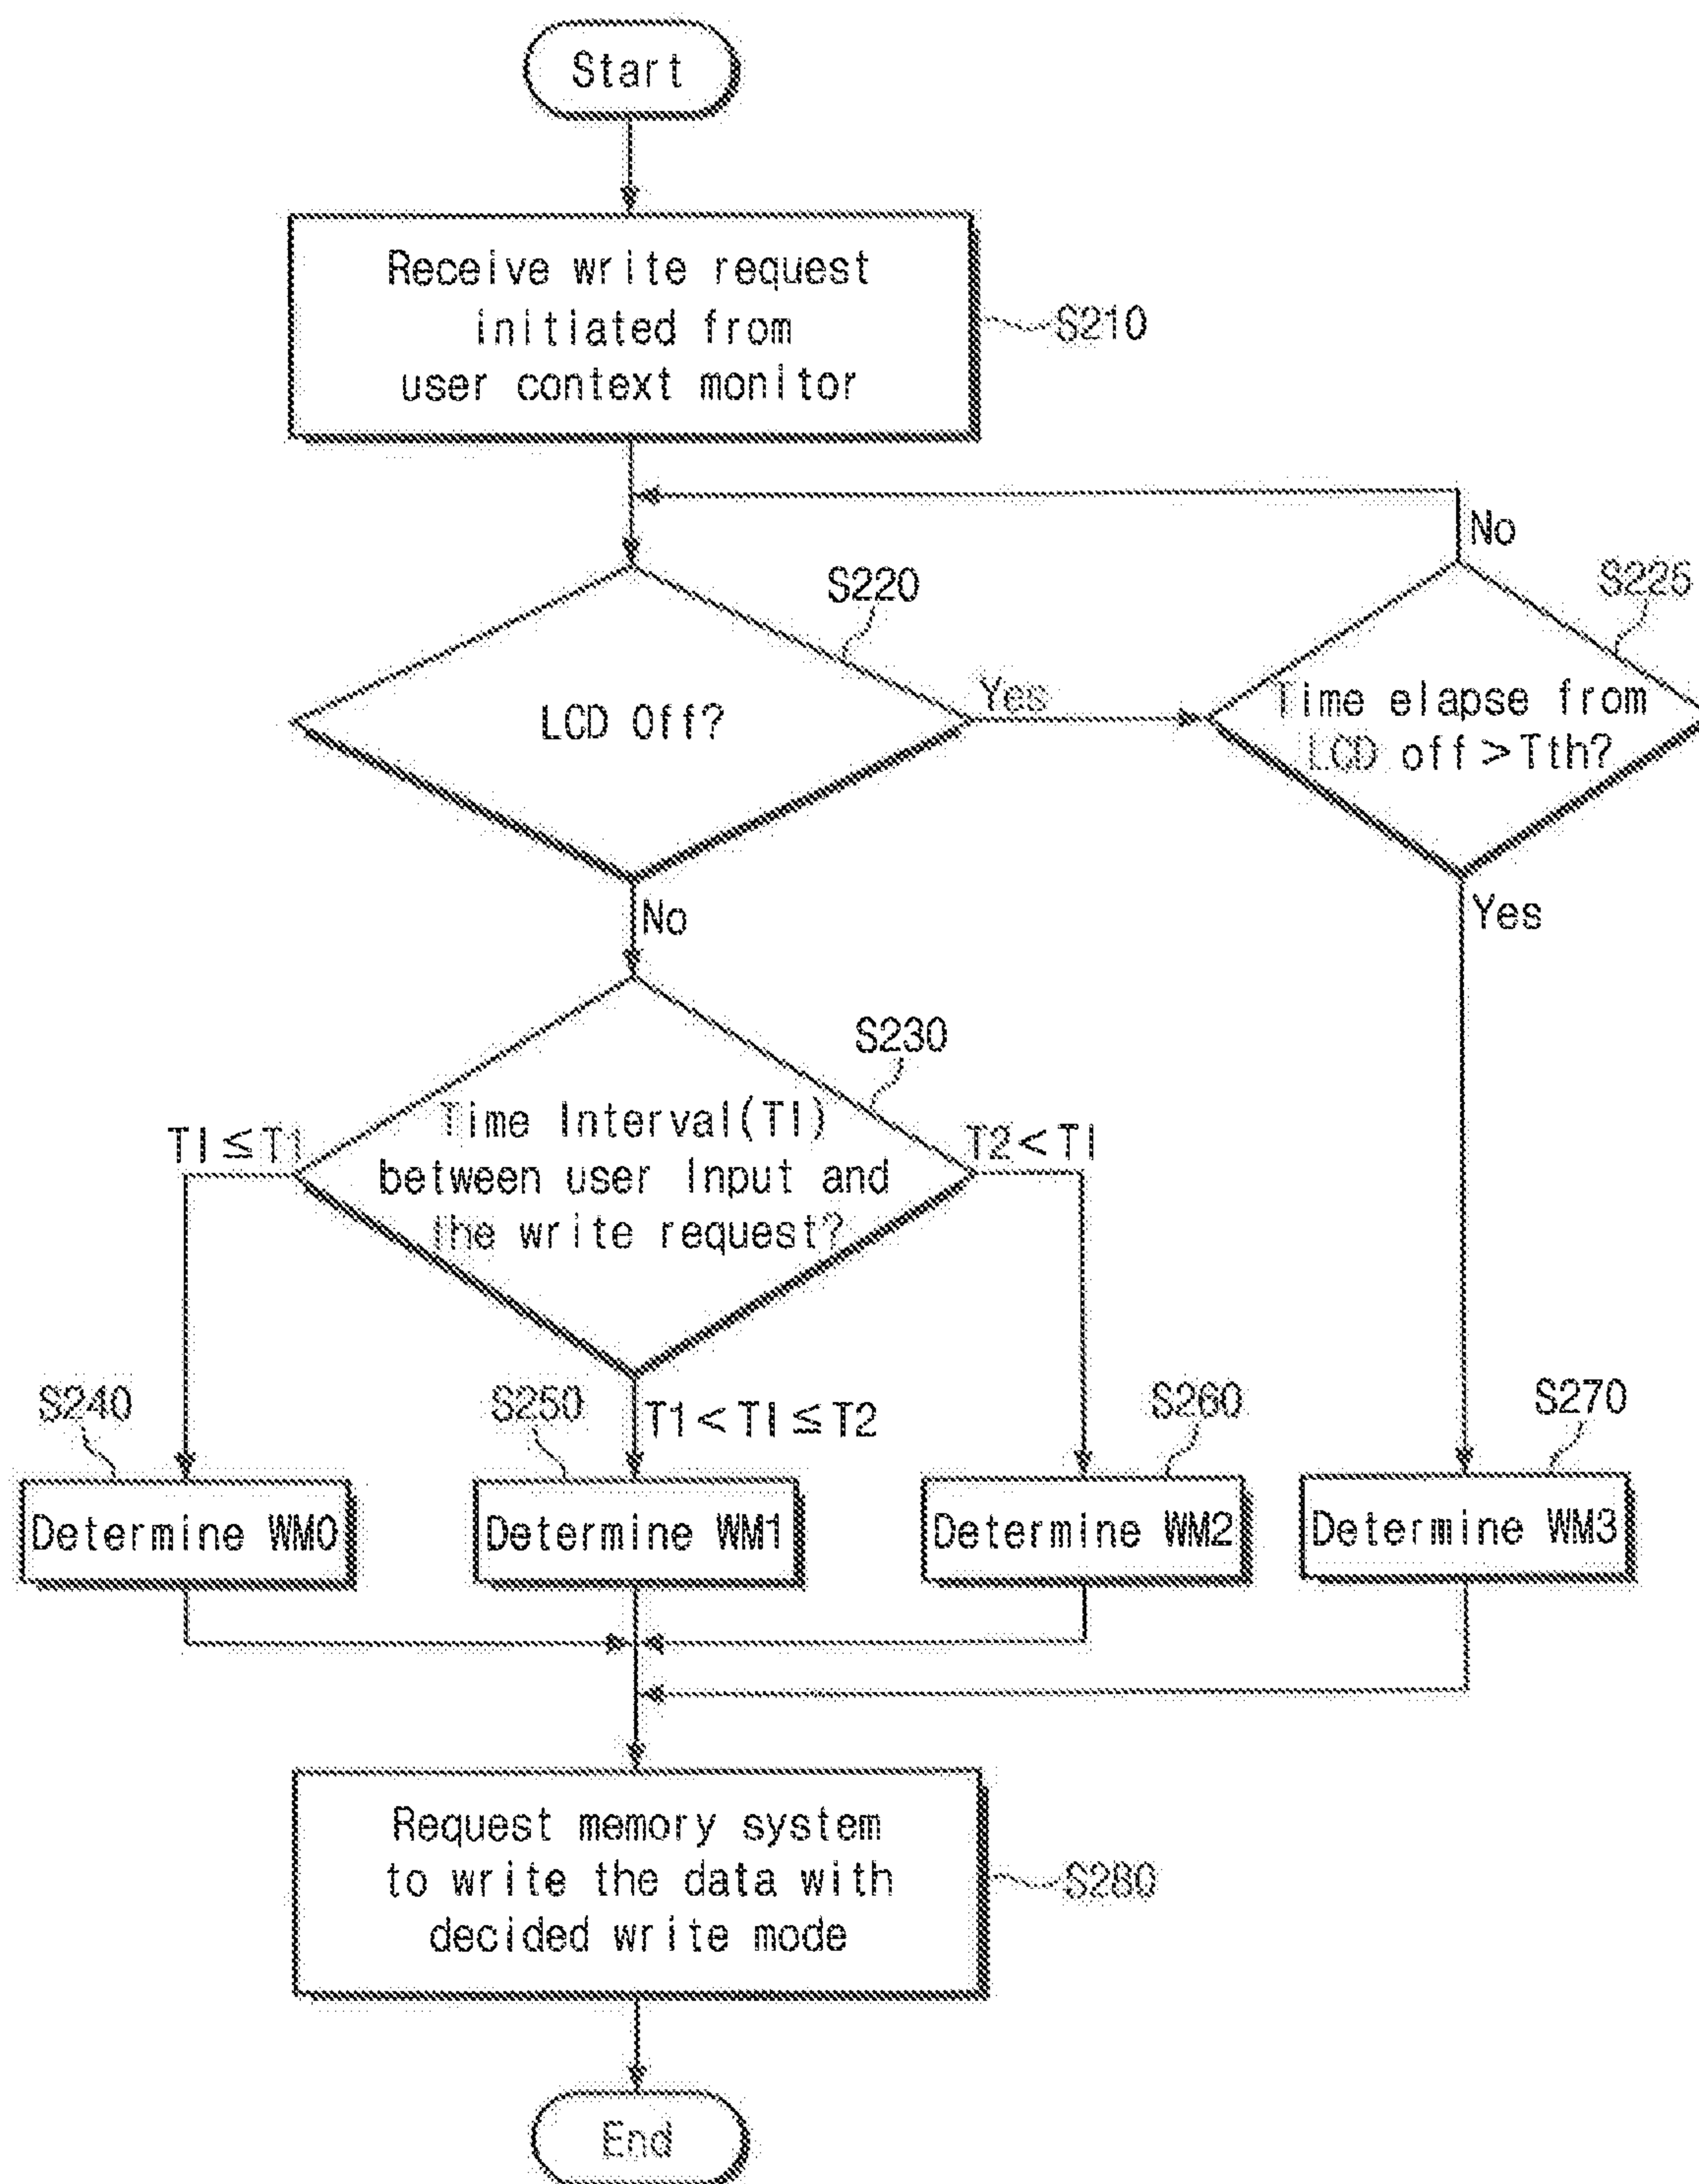 Start
Receive write request
initiated from
user context monitor
S210
No
S220
S225
LCD Off?
Yes
Time elapse from
LCD off>Tth?
No
Yes
S230
Time Interval(TI)
between user Input and
the write request?
TI≤T1
T2<TI
S240
S250
T1<TI≤T2
S260
S270
Determine WM0
Determine WM1
Determine WM2
Determine WM3
Request memory system
to write the data with
decided write mode
S280
End